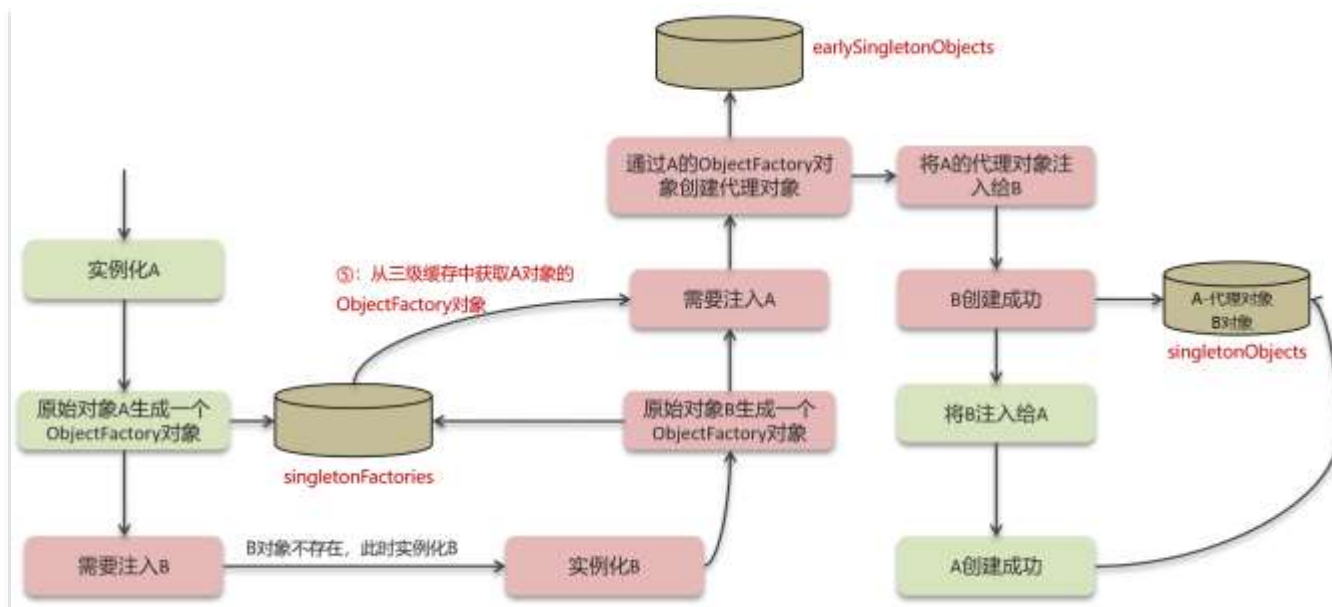 earlySingletonObjects
通过A的ObjectFactory对
象创建代理对象
将A的代理对象注
入给B
实例化A
⑤：从三级缓存中获取A对象的
ObjectFactory对象
需要注入A
B创建成功
A-代理对象
B对象
singletonObjects
原始对象A生成一个
ObjectFactory对象
singletonFactories
原始对象B生成一个
ObjectFactory对象
将B注入给A
需要注入B
B对象不存在，此时实例化B
实例化B
A创建成功